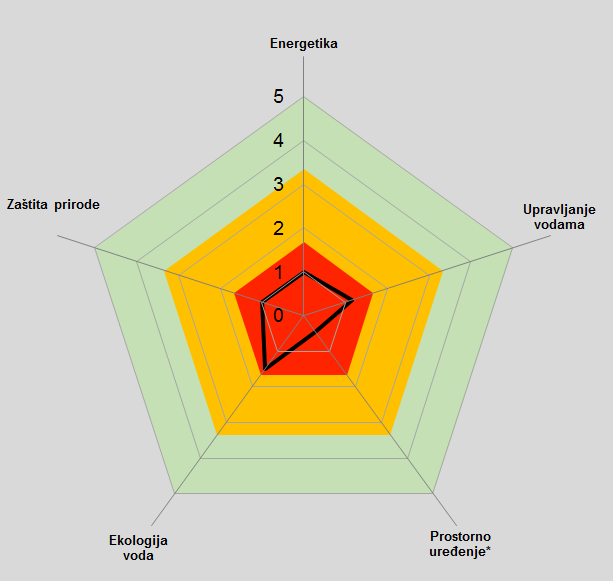 Energetika
5
4
3
2
1
0
Zaštita prirode
Upravljanje
vodama
Ekologija
voda
Prostorno
uređenje*